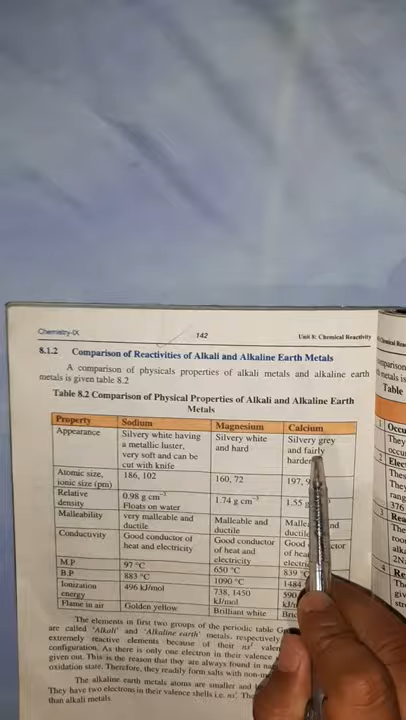 Chemistry-IX 142 Unit 8: Chemical Reactivity
8.1.2 Comparison of Reactivities of Alkali and Alkaline Earth Metals
A comparison of physicals properties of alkali metals and alkaline earth
metals is given table 8.2
Table 8.2 Comparison of Physical Properties of Alkali and Alkaline Earth
Metals
Property Sodium Magnesium Calcium
Appearance Silvery white having Silvery white Silvery grey
a metallic luster, and hard and fairly
very soft and can be harder
cut with knife
Atomic size, 186, 102 160, 72 197,
ionic size (pm)
Relative 0.98 g cm⁻³ 1.74 g cm⁻³ 1.55 g
density Floats on water
Malleability very malleable and Malleable and
ductile ductile ductile
Conductivity Good conductor of Good conductor Good
heat and electricity of heat and of
electricity
M.P 97 °C 650 °C 839 °C
B.P 883 °C 1090 °C 1484
Ionization 496 kJ/mol 738, 1450 590
energy kJ/mol
Flame in air Golden yellow Brilliant white
The elements in first two groups of the periodic table
are called 'Alkali' and 'Alkaline earth' metals, respectively
extremely reactive elements because of their ns¹
configuration. As there is only one electron in their valence
given out. This is the reason that they are always found in
oxidation state. Therefore, they readily form salts with
The alkaline earth metals atoms are smaller and
They have two electrons in their valence shells i.e.
than alkali metals.
Table